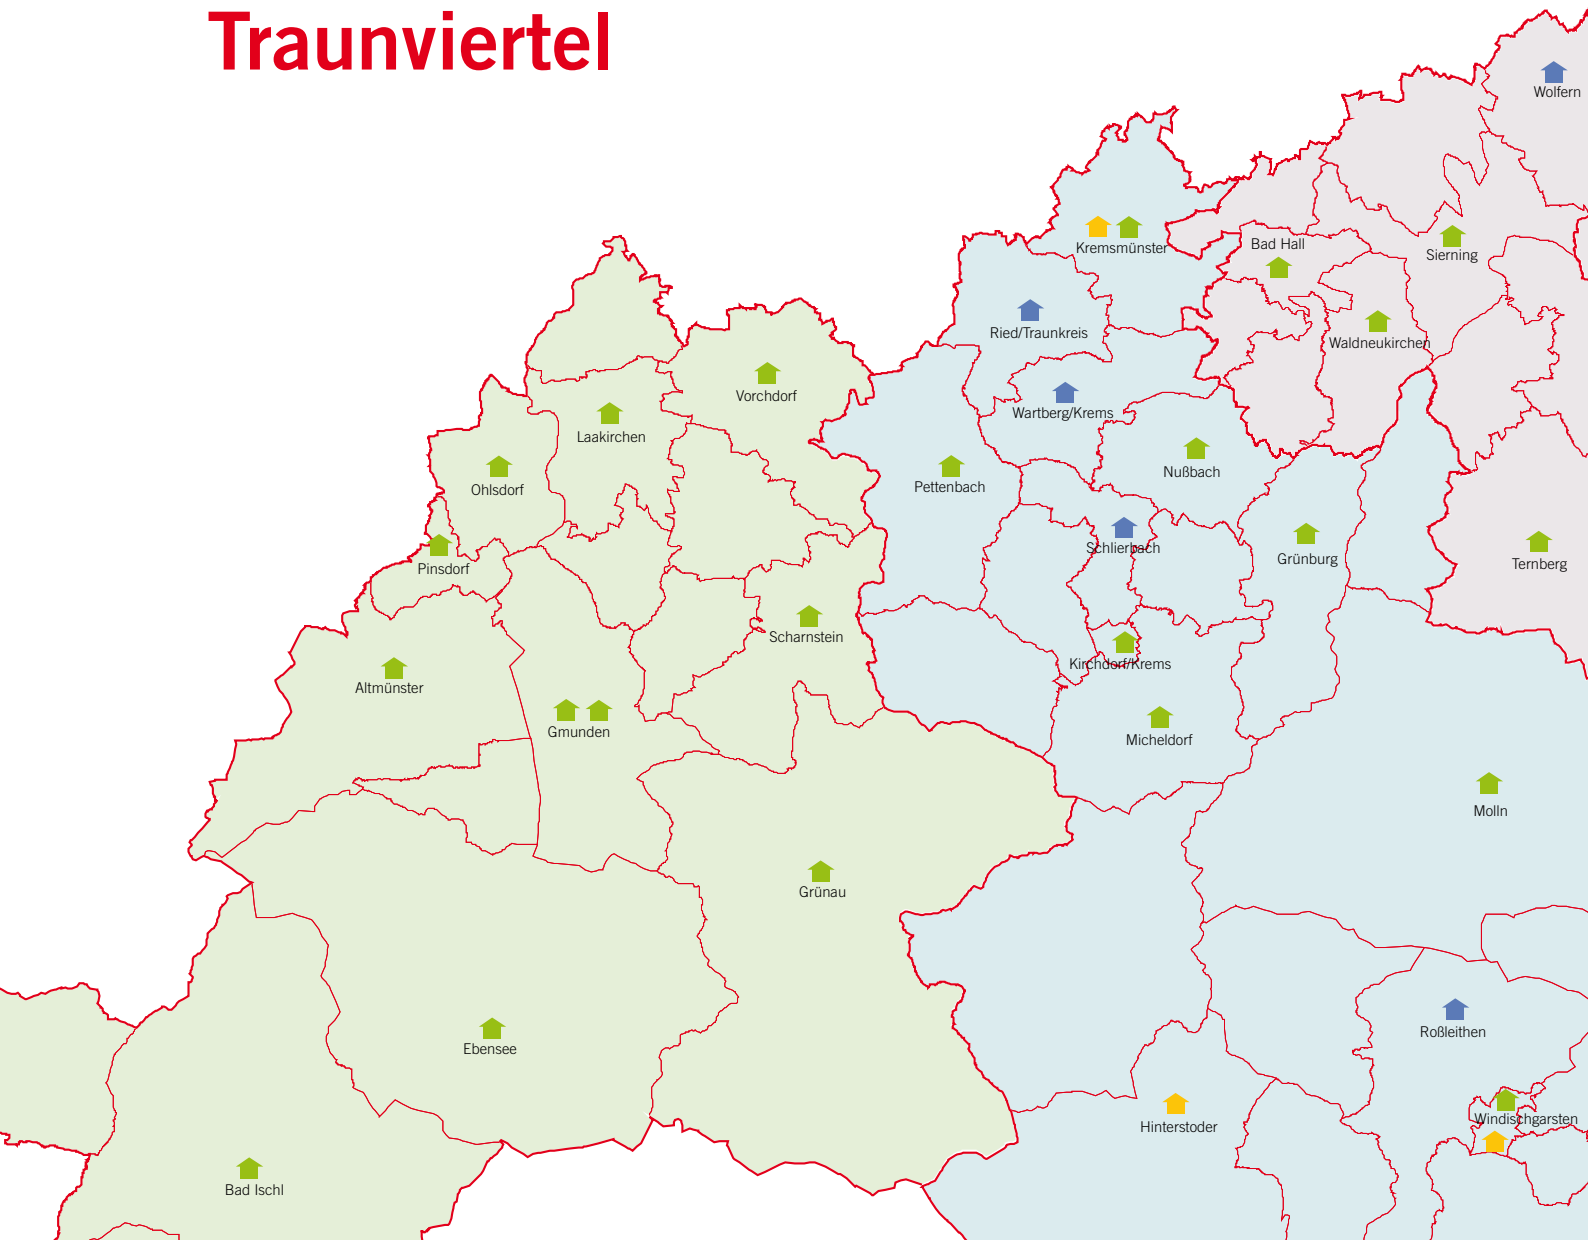 Traunviertel
Wolfern
Kremsmünster
Bad Hall
Sierning
Ried/Traunkreis
Waldneukirchen
Vorchdorf
Wartberg/Krems
Laakirchen
Nußbach
Ohlsdorf
Pettenbach
Schlierbach
Grünburg
Ternberg
Pinsdorf
Scharnstein
Kirchdorf/Krems
Altmünster
Gmunden
Micheldorf
Molln
Grünau
Roßleithen
Ebensee
Windischgarsten
Hinterstoder
Bad Ischl